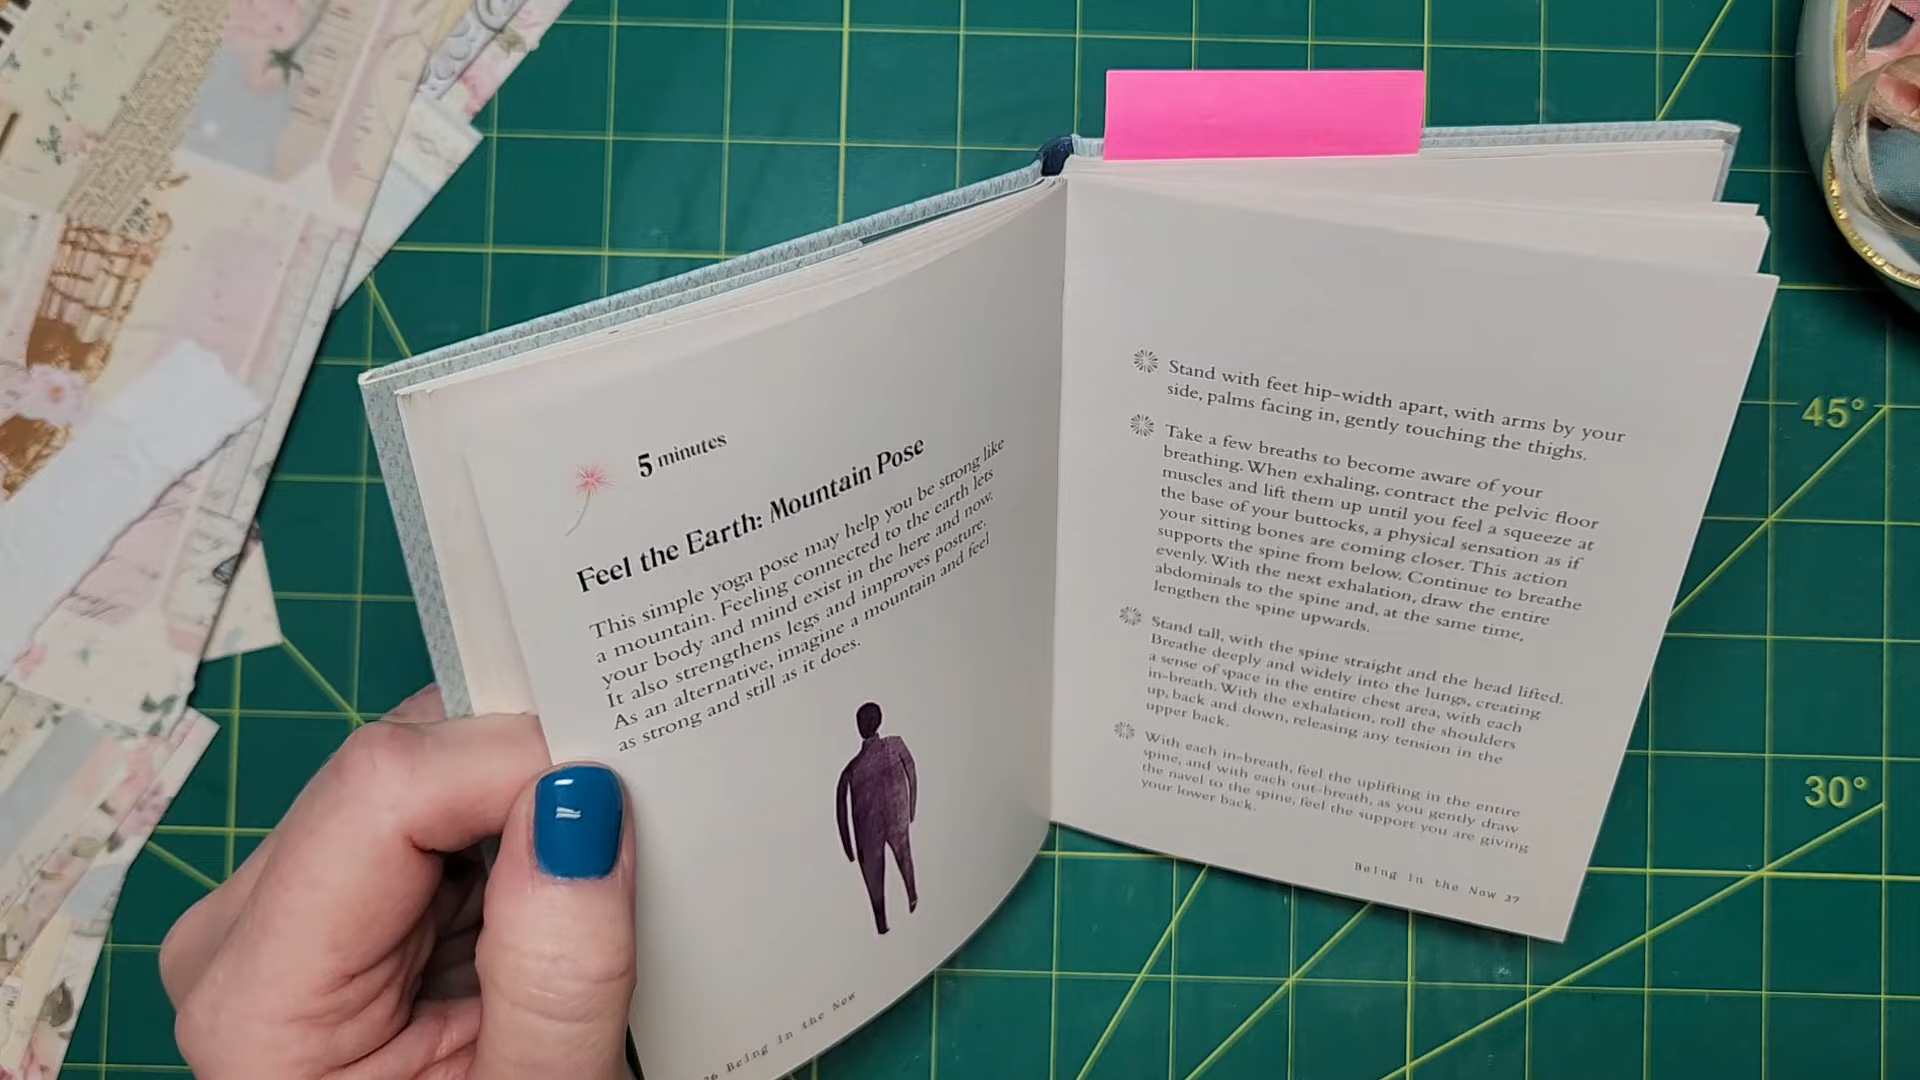 5 minutes
Feel the Earth: Mountain Pose
This simple yoga pose may help you be strong like
a mountain. Feeling connected to the earth lets
your body and mind exist in the here and now.
It also strengthens legs and improves posture.
As an alternative, imagine a mountain and feel
as strong and still as it does.
26 Being in the Now
Stand with feet hip-width apart, with arms by your
side, palms facing in, gently touching the thighs.
Take a few breaths to become aware of your
breathing. When exhaling, contract the pelvic floor
muscles and lift them up until you feel a squeeze at
the base of your buttocks, a physical sensation as if
your sitting bones are coming closer. This action
supports the spine from below. Continue to breathe
evenly. With the next exhalation, draw the entire
abdominals to the spine and, at the same time,
lengthen the spine upwards.
Stand tall, with the spine straight and the head lifted.
Breathe deeply and widely into the lungs, creating
a sense of space in the entire chest area, with each
in-breath. With the exhalation, roll the shoulders
up, back and down, releasing any tension in the
upper back.
With each in-breath, feel the uplifting in the entire
spine, and with each out-breath, as you gently draw
the navel to the spine, feel the support you are giving
your lower back.
Being in the Now 27
45°
30°